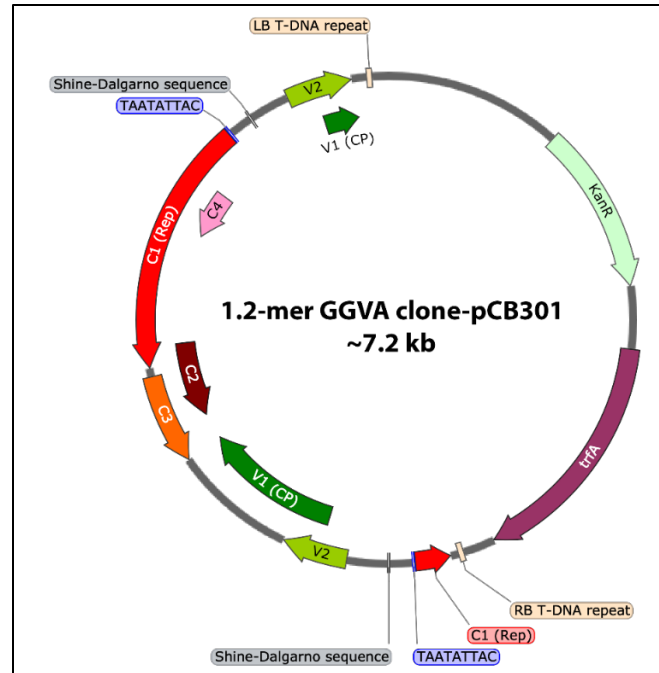 LB T-DNA repeat
Shine-Dalgarno sequence
TAATATTAC
V2
V1 (CP)
KanR
C1 (Rep)
C4
1.2-mer GGVA clone-pCB301
~7.2 kb
C2
C3
trfA
V1 (CP)
V2
RB T-DNA repeat
C1 (Rep)
Shine-Dalgarno sequence
TAATATTAC